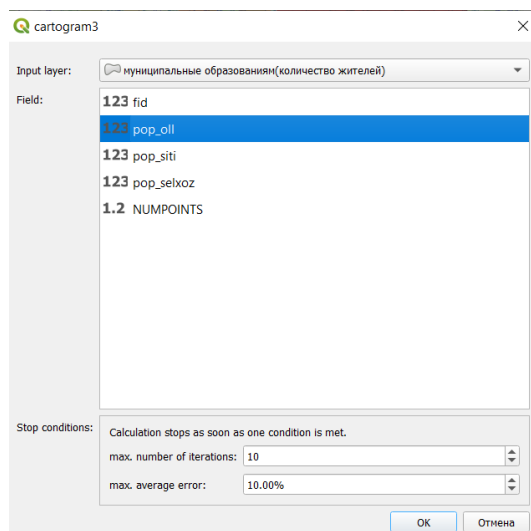 cartogram3
Input layer: муниципальные образованиям(количество жителей)
Field:
123 fid
123 pop_oll
123 pop_siti
123 pop_selxoz
1.2 NUMPOINTS
Stop conditions:
Calculation stops as soon as one condition is met.
max. number of iterations: 10
max. average error: 10.00%
ОК Отмена